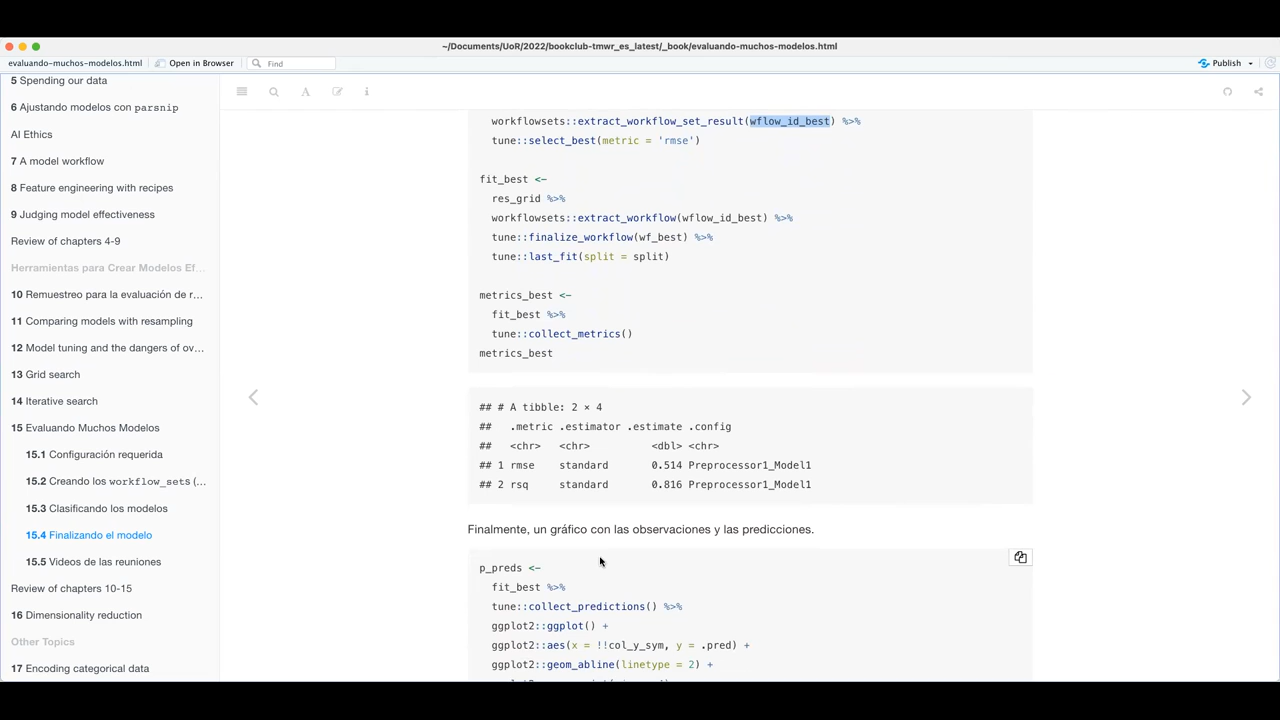 ~/Documents/UoR/2022/bookclub-tmwr_es_latest/_book/evaluando-muchos-modelos.html
evaluando-muchos-modelos.html
Open in Browser
Find
Publish
5 Spending our data
6 Ajustando modelos con parsnip
AI Ethics
7 A model workflow
8 Feature engineering with recipes
9 Judging model effectiveness
Review of chapters 4-9
Herramientas para Crear Modelos Ef...
10 Remuestreo para la evaluación de r...
11 Comparing models with resampling
12 Model tuning and the dangers of ov...
13 Grid search
14 Iterative search
15 Evaluando Muchos Modelos
15.1 Configuración requerida
15.2 Creando los workflow_sets (...
15.3 Clasificando los modelos
15.4 Finalizando el modelo
15.5 Videos de las reuniones
Review of chapters 10-15
16 Dimensionality reduction
Other Topics
17 Encoding categorical data
workflowsets::extract_workflow_set_result(wflow_id_best) %>%
tune::select_best(metric = 'rmse')
fit_best <-
res_grid %>%
workflowsets::extract_workflow(wflow_id_best) %>%
tune::finalize_workflow(wf_best) %>%
tune::last_fit(split = split)
metrics_best <-
fit_best %>%
tune::collect_metrics()
metrics_best
## # A tibble: 2 × 4
##   .metric .estimator .estimate .config
##   <chr>   <chr>          <dbl> <chr>
## 1 rmse    standard       0.514 Preprocessor1_Model1
## 2 rsq     standard       0.816 Preprocessor1_Model1
Finalmente, un gráfico con las observaciones y las predicciones.
p_preds <-
fit_best %>%
tune::collect_predictions() %>%
ggplot2::ggplot() +
ggplot2::aes(x = !!col_y_sym, y = .pred) +
ggplot2::geom_abline(linetype = 2) +